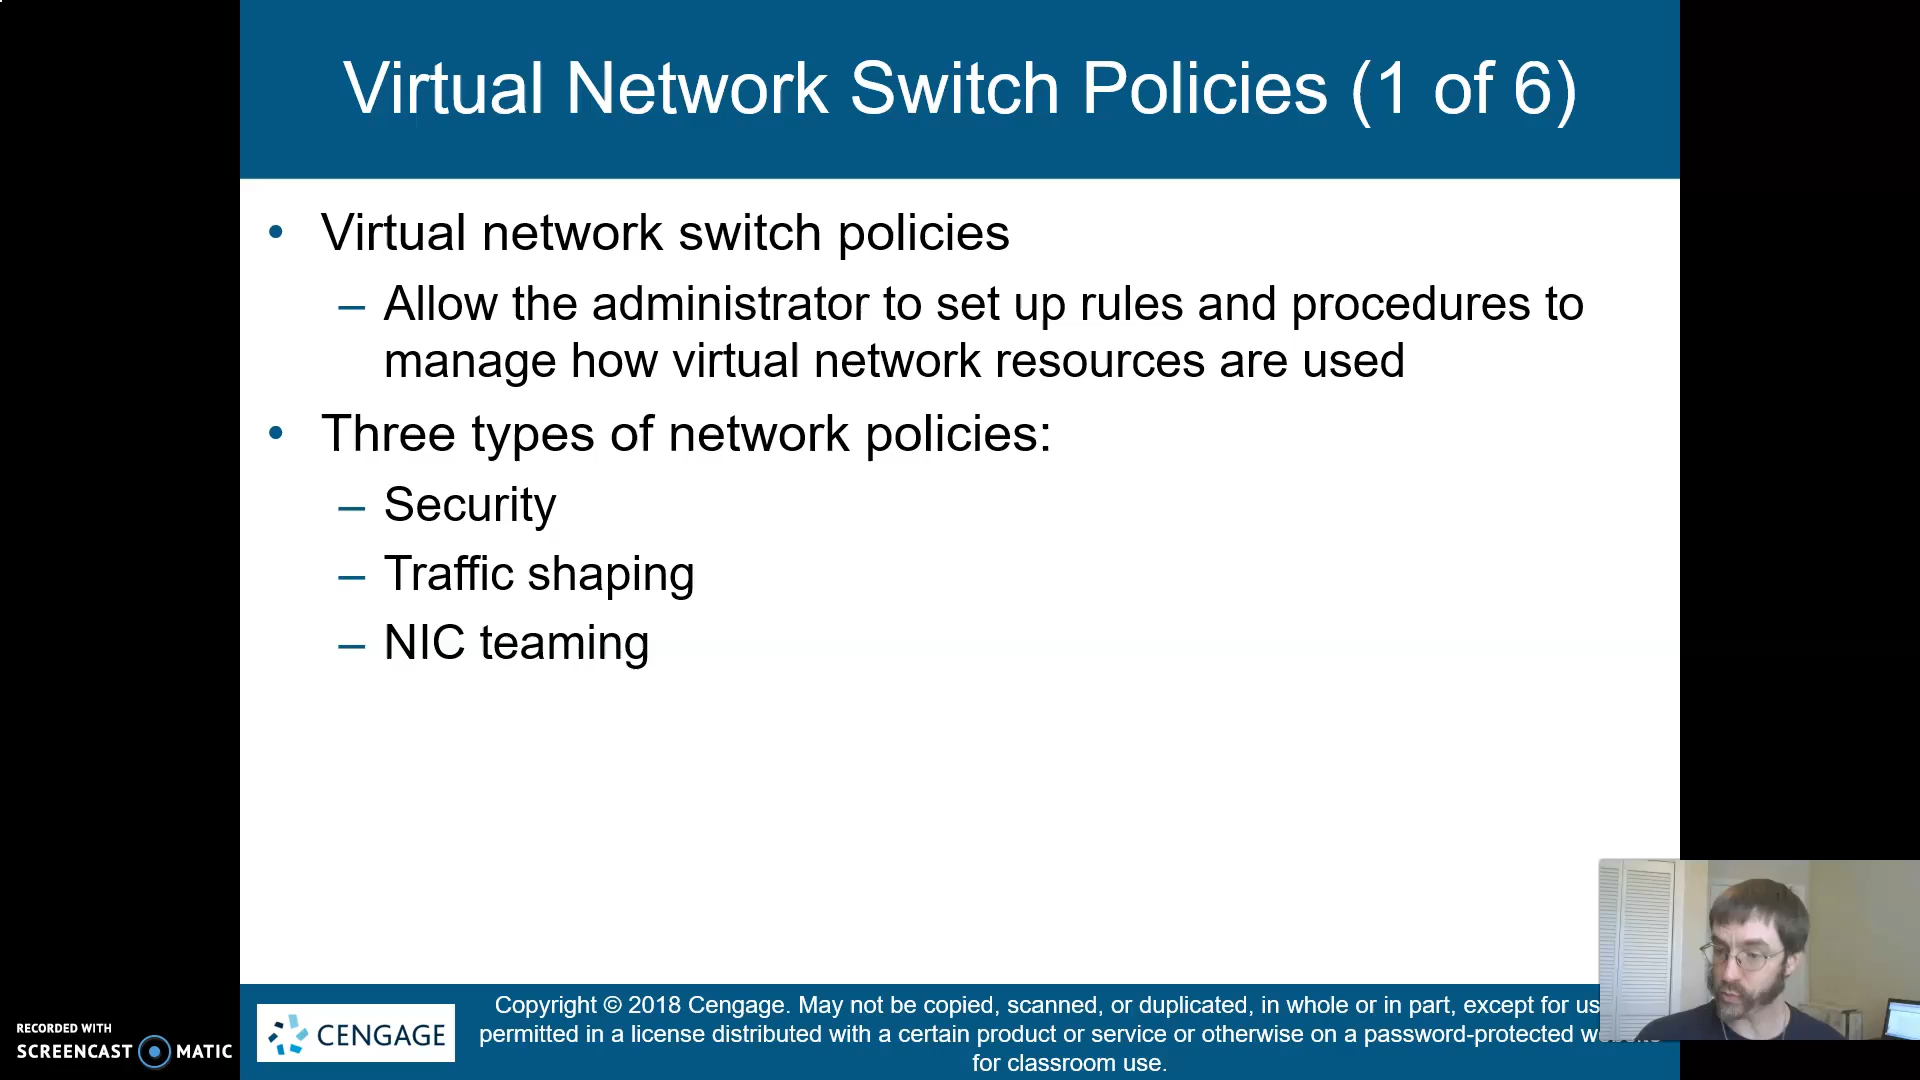 Virtual Network Switch Policies (1 of 6)
• Virtual network switch policies
– Allow the administrator to set up rules and procedures to
manage how virtual network resources are used
• Three types of network policies:
– Security
– Traffic shaping
– NIC teaming
RECORDED WITH
SCREENCAST MATIC
CENGAGE
Copyright © 2018 Cengage. May not be copied, scanned, or duplicated, in whole or in part, except for
permitted in a license distributed with a certain product or service or otherwise on a password-protected
for classroom use.